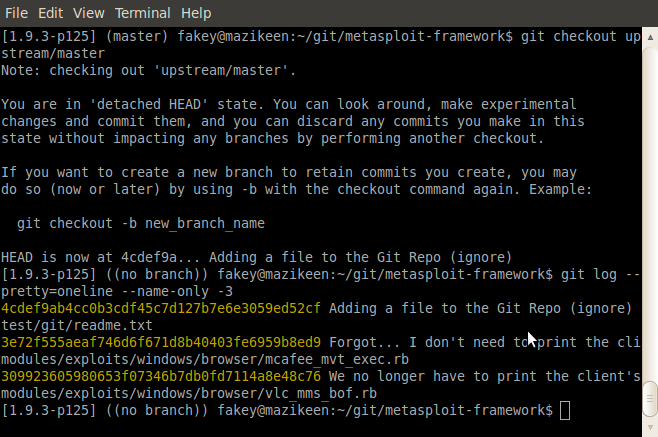 File Edit View Terminal Help
[1.9.3-p125] (master) fakey@mazikeen:~/git/metasploit-framework$ git checkout up
stream/master
Note: checking out 'upstream/master'.
You are in 'detached HEAD' state. You can look around, make experimental
changes and commit them, and you can discard any commits you make in this
state without impacting any branches by performing another checkout.
If you want to create a new branch to retain commits you create, you may
do so (now or later) by using -b with the checkout command again. Example:
git checkout -b new_branch_name
HEAD is now at 4cdef9a... Adding a file to the Git Repo (ignore)
[1.9.3-p125] ((no branch)) fakey@mazikeen:~/git/metasploit-framework$ git log --
pretty=oneline --name-only -3
4cdef9ab4cc0b3cdf45c7d127b7e6e3059ed52cf Adding a file to the Git Repo (ignore)
test/git/readme.txt
3e72f555aeaf746d6f671d8b40403fe6959b8ed9 Forgot... I don't need to print the cli
modules/exploits/windows/browser/mcafee_mvt_exec.rb
309923605980653f07346b7db0fd7114a8e48c76 We no longer have to print the client's
modules/exploits/windows/browser/vlc_mms_bof.rb
[1.9.3-p125] ((no branch)) fakey@mazikeen:~/git/metasploit-framework$